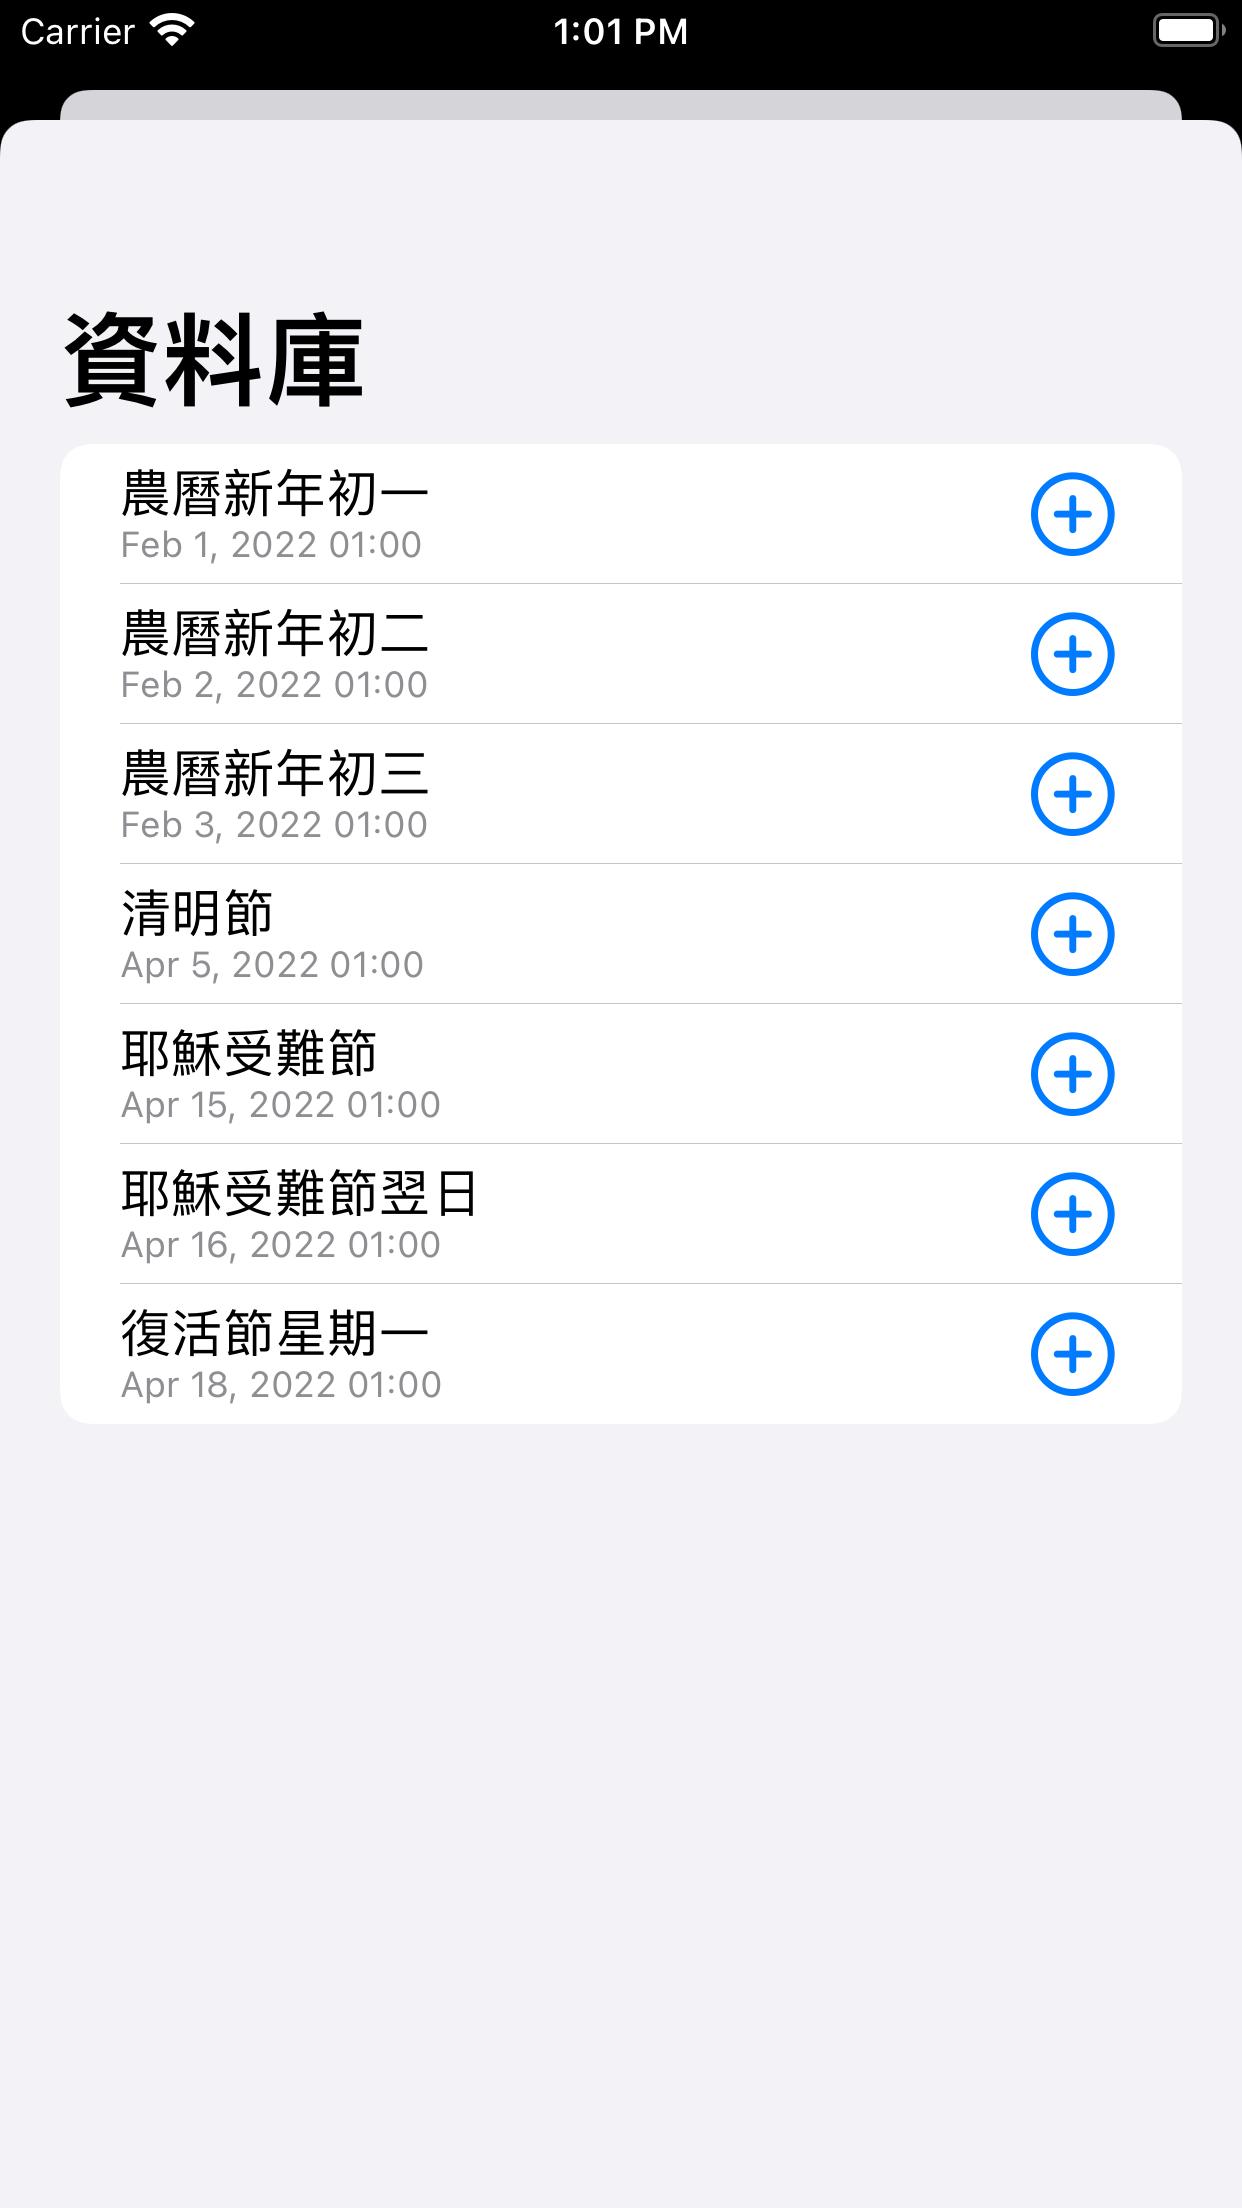 Carrier 1:01 PM
資料庫
農曆新年初一
Feb 1, 2022 01:00
農曆新年初二
Feb 2, 2022 01:00
農曆新年初三
Feb 3, 2022 01:00
清明節
Apr 5, 2022 01:00
耶穌受難節
Apr 15, 2022 01:00
耶穌受難節翌日
Apr 16, 2022 01:00
復活節星期一
Apr 18, 2022 01:00